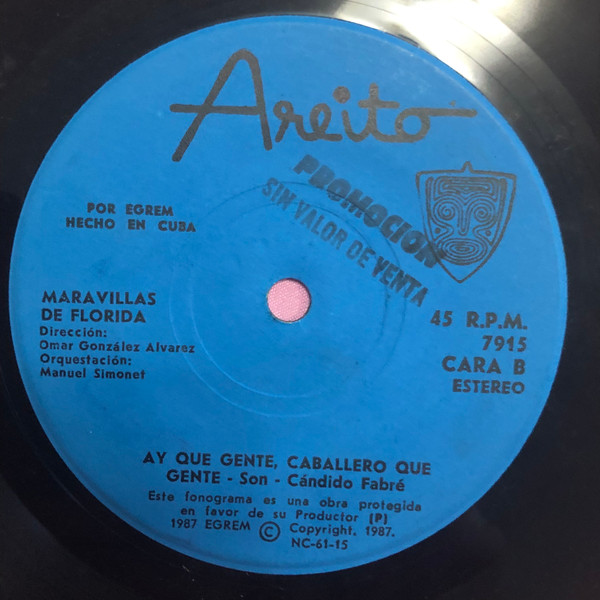 Areito
PROMOCION
SIN VALOR DE VENTA
POR EGREM
HECHO EN CUBA
MARAVILLAS
DE FLORIDA
Dirección:
Omar González Alvarez
Orquestación:
Manuel Simonet
45 R.P.M.
7915
CARA B
ESTEREO
AY QUE GENTE, CABALLERO QUE
GENTE - Son - Cándido Fabré
Este fonograma es una obra protegida
en favor de su Productor (P)
1987 EGREM © Copyright, 1987.
NC-61-15